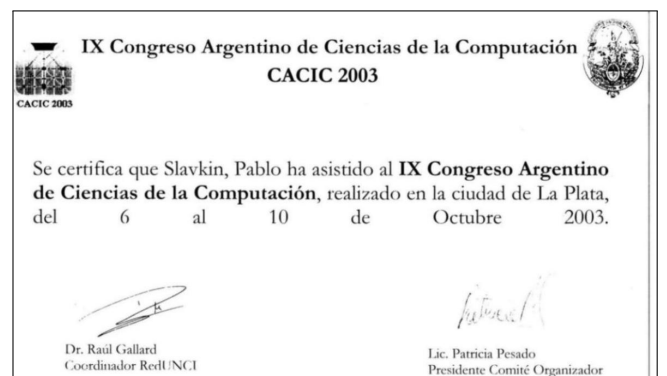 IX Congreso Argentino de Ciencias de la Computación
CACIC 2003
CACIC 2003
Se certifica que Slavkin, Pablo ha asistido al IX Congreso Argentino
de Ciencias de la Computación, realizado en la ciudad de La Plata,
del 6 al 10 de Octubre 2003.
Dr. Raúl Gallard
Coordinador RedUNCI
Lic. Patricia Pesado
Presidente Comité Organizador